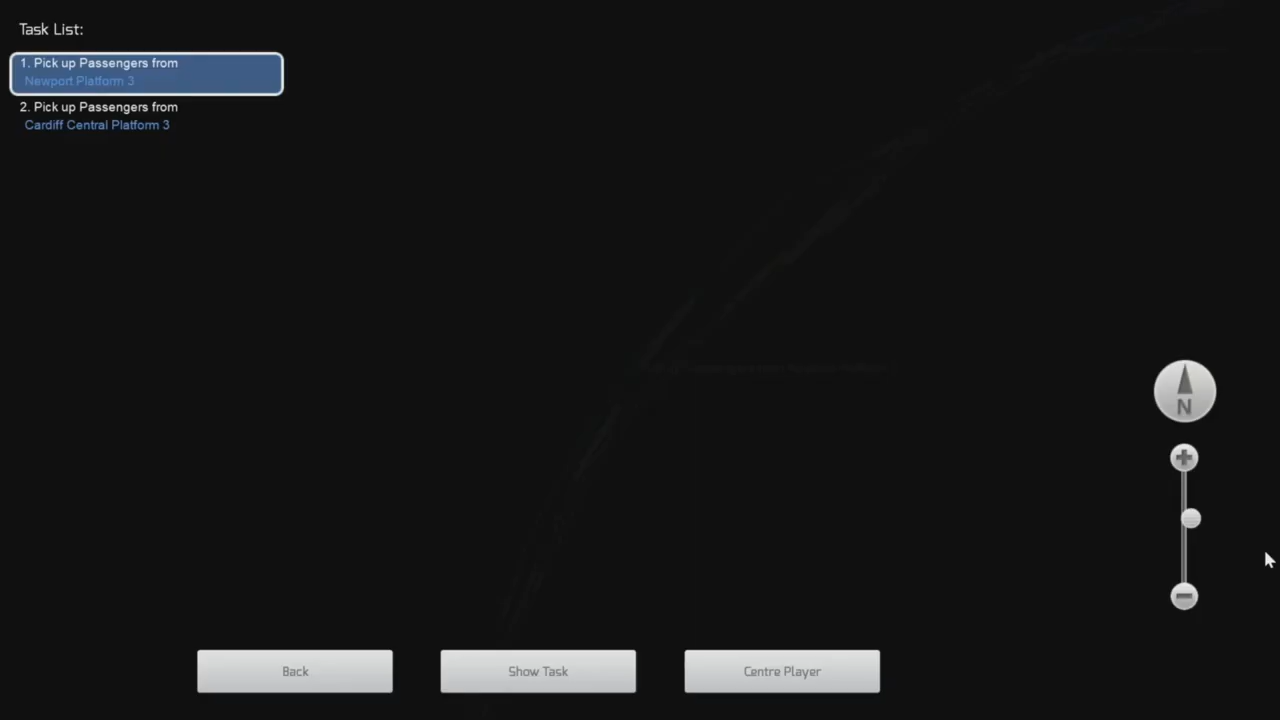 Task List:
1. Pick up Passengers from
Newport Platform 3
2. Pick up Passengers from
Cardiff Central Platform 3
N
Back
Show Task
Centre Player